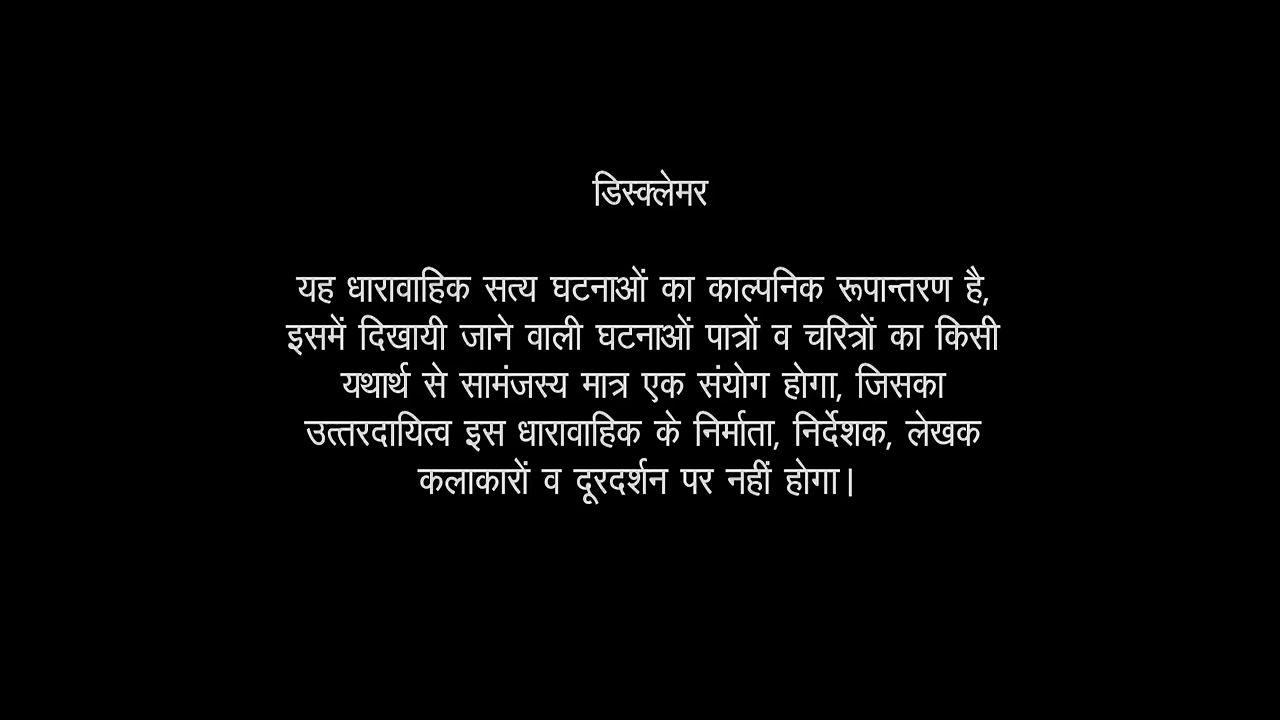 डिस्क्लेमर
यह धारावाहिक सत्य घटनाओं का काल्पनिक रूपान्तरण है,
इसमें दिखायी जाने वाली घटनाओं पात्रों व चरित्रों का किसी
यथार्थ से सामंजस्य मात्र एक संयोग होगा, जिसका
उत्तरदायित्व इस धारावाहिक के निर्माता, निर्देशक, लेखक
कलाकारों व दूरदर्शन पर नहीं होगा।